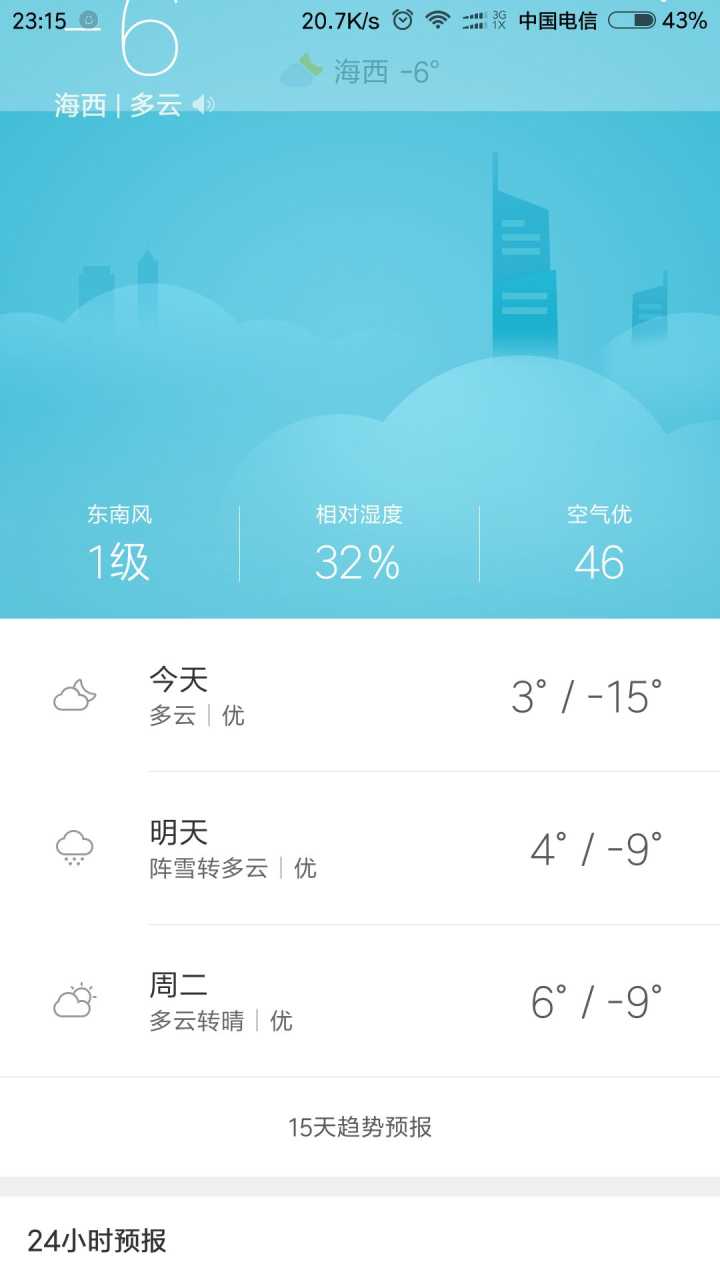 23:15 20.7K/s 3G 1X 中国电信 43%
-6°
海西 -6°
海西 | 多云
东南风 相对湿度 空气优
1级 32% 46
今天 3° / -15°
多云 | 优
明天 4° / -9°
阵雪转多云 | 优
周二 6° / -9°
多云转晴 | 优
15天趋势预报
24小时预报